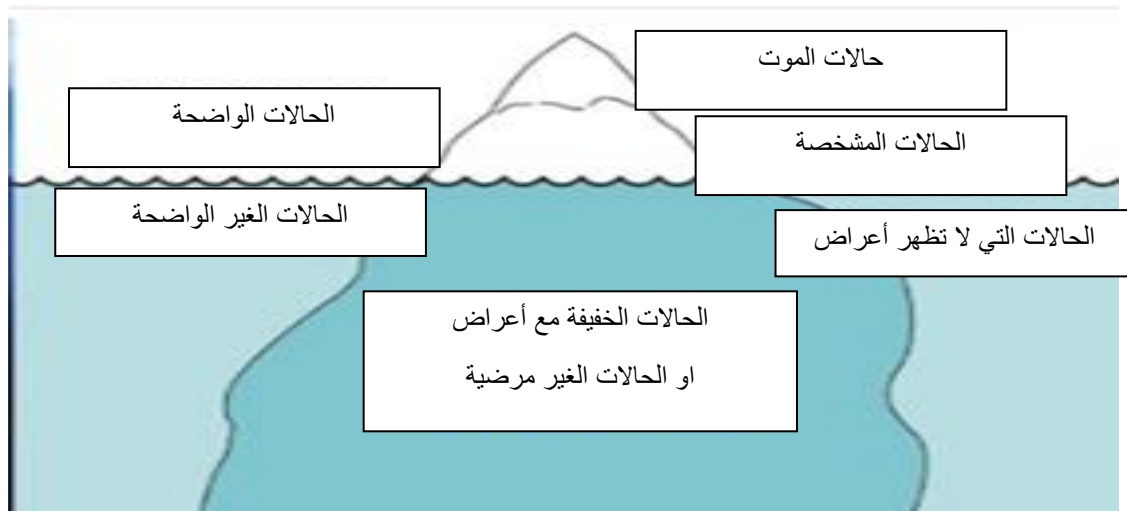 حالات الموت
الحالات الواضحة
الحالات المشخصة
الحالات الغير الواضحة
الحالات التي لا تظهر أعراض
الحالات الخفيفة مع أعراض
او الحالات الغير مرضية